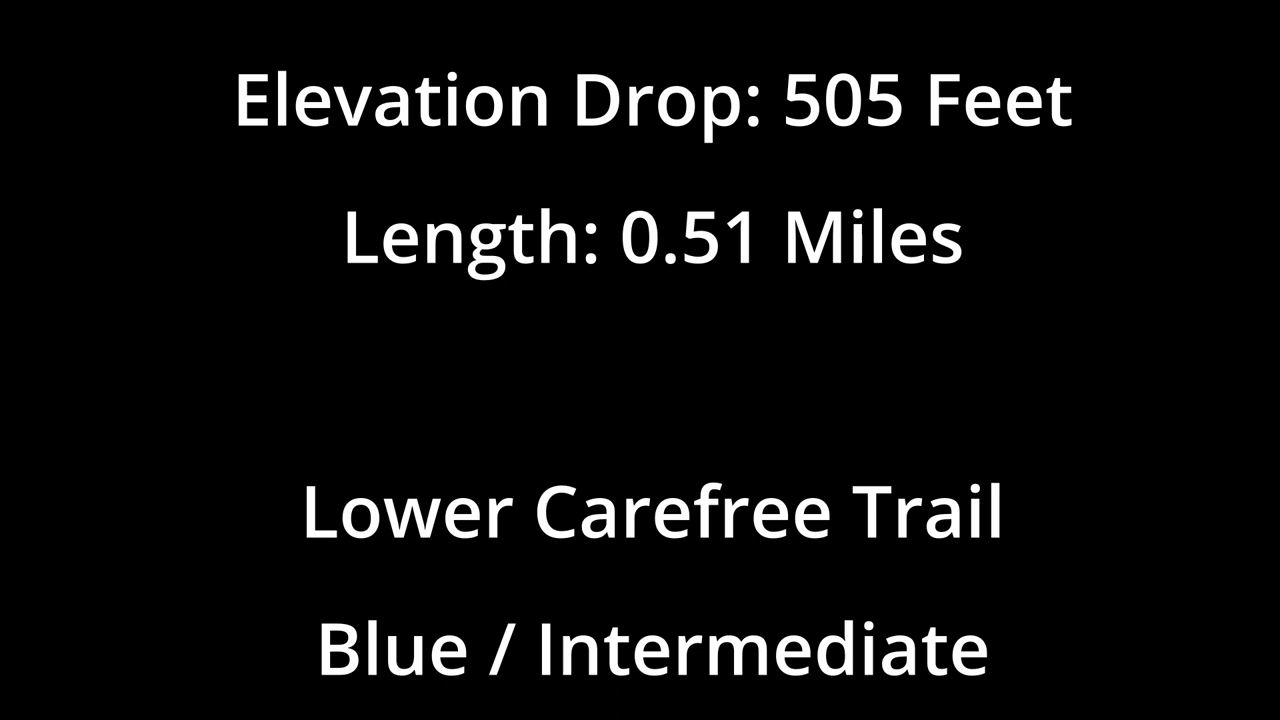 Elevation Drop: 505 Feet
Length: 0.51 Miles
Lower Carefree Trail
Blue / Intermediate